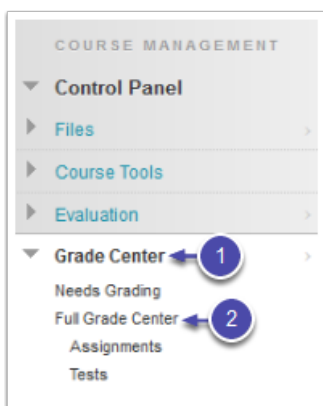 COURSE MANAGEMENT
Control Panel
Files
Course Tools
Evaluation
Grade Center 1
Needs Grading
Full Grade Center 2
Assignments
Tests